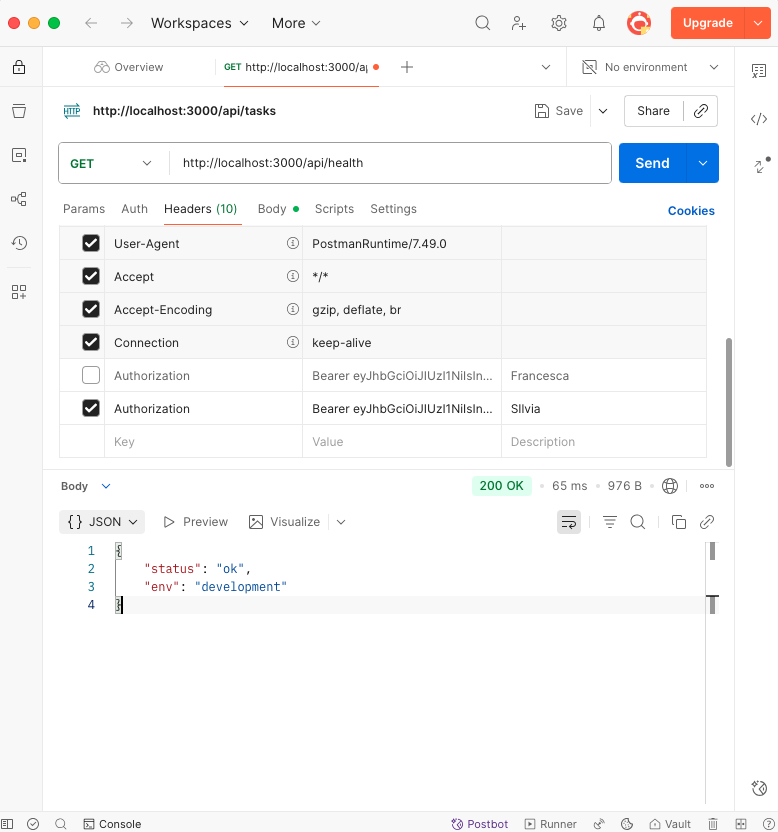 Workspaces More Upgrade
Overview GET http://localhost:3000/a No environment
HTTP http://localhost:3000/api/tasks Save Share
GET http://localhost:3000/api/health Send
Params Auth Headers (10) Body Scripts Settings Cookies
User-Agent PostmanRuntime/7.49.0
Accept */*
Accept-Encoding gzip, deflate, br
Connection keep-alive
Authorization Bearer eyJhbGciOiJIUzI1NiIsIn... Francesca
Authorization Bearer eyJhbGciOiJIUzI1NiIsIn... SIlvia
Key Value Description
Body 200 OK 65 ms 976 B
{} JSON Preview Visualize
1 {
2 "status": "ok",
3 "env": "development"
4 }
Console Postbot Runner Vault